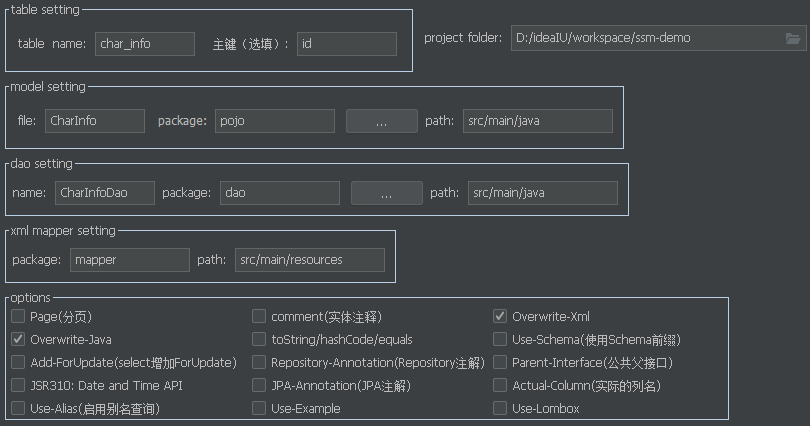 table setting
table name: char_info 主键（选填）: id
project folder: D:/ideaIU/workspace/ssm-demo
model setting
file: CharInfo package: pojo ... path: src/main/java
dao setting
name: CharInfoDao package: dao ... path: src/main/java
xml mapper setting
package: mapper path: src/main/resources
options
Page(分页) comment(实体注释) Overwrite-Xml
Overwrite-Java toString/hashCode/equals Use-Schema(使用Schema前缀)
Add-ForUpdate(select增加ForUpdate) Repository-Annotation(Repository注解) Parent-Interface(公共父接口)
JSR310: Date and Time API JPA-Annotation(JPA注解) Actual-Column(实际的列名)
Use-Alias(启用别名查询) Use-Example Use-Lombox